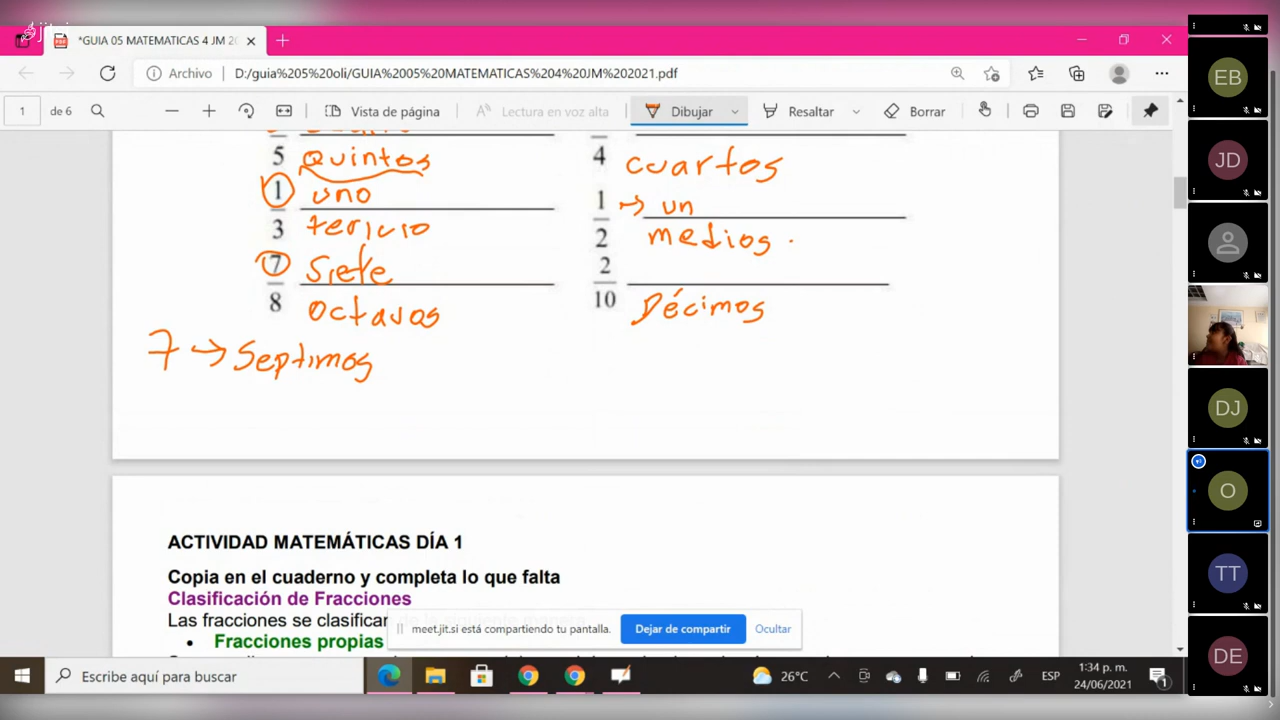 jitsi
*GUIA 05 MATEMATICAS 4 JM 20
Archivo D:/guia%205%20oli/GUIA%2005%20MATEMATICAS%204%20JM%202021.pdf
1 de 6 Vista de página Lectura en voz alta Dibujar Resaltar Borrar
5 Quintos
4 cuartos
1 uno
3 tericio
1 → un
2 medios.
7 Siete
8 octavos
2
10 Décimos
7 → Septimos
ACTIVIDAD MATEMÁTICAS DÍA 1
Copia en el cuaderno y completa lo que falta
Clasificación de Fracciones
Las fracciones se clasifican
• Fracciones propias
meet.jit.si está compartiendo tu pantalla. Dejar de compartir Ocultar
Escribe aquí para buscar
26°C ESP 1:34 p. m.
24/06/2021
1
EB
JD
DJ
O
TT
DE